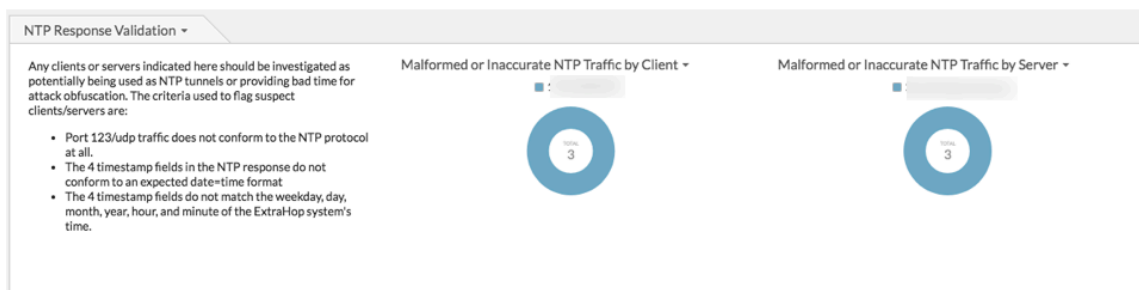 NTP Response Validation
Any clients or servers indicated here should be investigated as
potentially being used as NTP tunnels or providing bad time for
attack obfuscation. The criteria used to flag suspect
clients/servers are:
• Port 123/udp traffic does not conform to the NTP protocol
at all.
• The 4 timestamp fields in the NTP response do not
conform to an expected date=time format
• The 4 timestamp fields do not match the weekday, day,
month, year, hour, and minute of the ExtraHop system's
time.
Malformed or Inaccurate NTP Traffic by Client
TOTAL
3
Malformed or Inaccurate NTP Traffic by Server
TOTAL
3